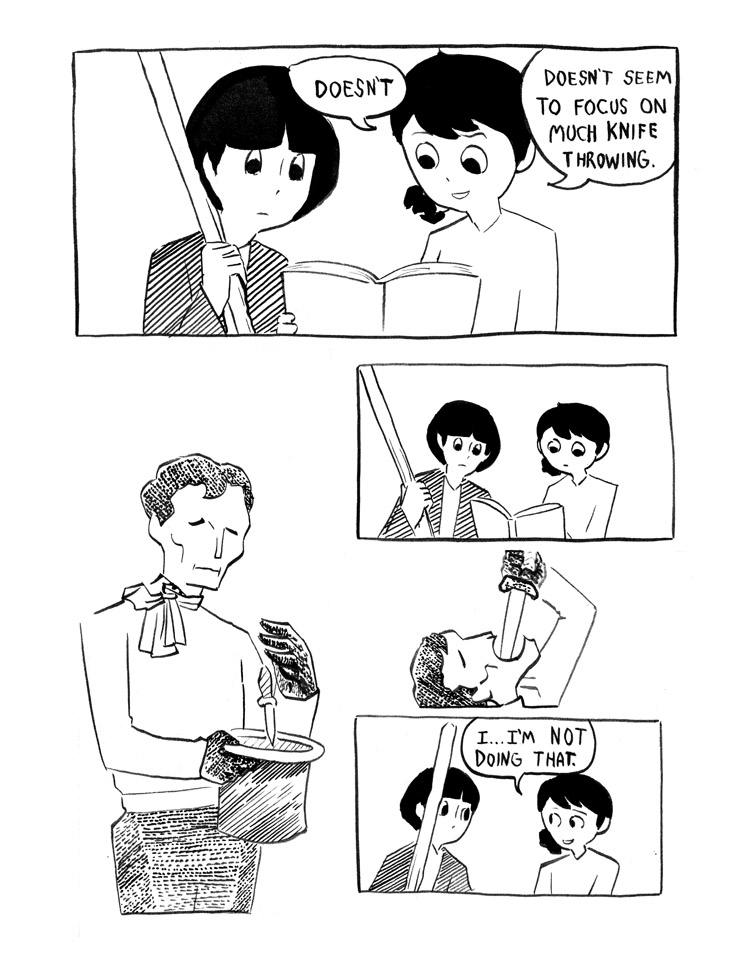 DOESN'T
DOESN'T SEEM
TO FOCUS ON
MUCH KNIFE
THROWING.
I...I'M NOT
DOING THAT.